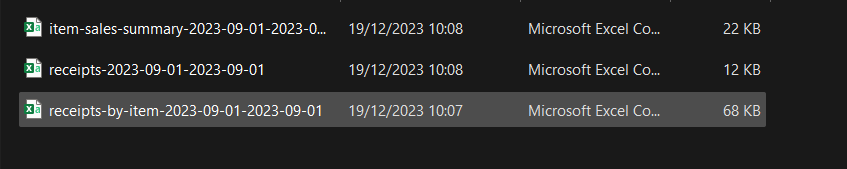 item-sales-summary-2023-09-01-2023-0... 19/12/2023 10:08 Microsoft Excel Co... 22 KB
receipts-2023-09-01-2023-09-01 19/12/2023 10:08 Microsoft Excel Co... 12 KB
receipts-by-item-2023-09-01-2023-09-01 19/12/2023 10:07 Microsoft Excel Co... 68 KB